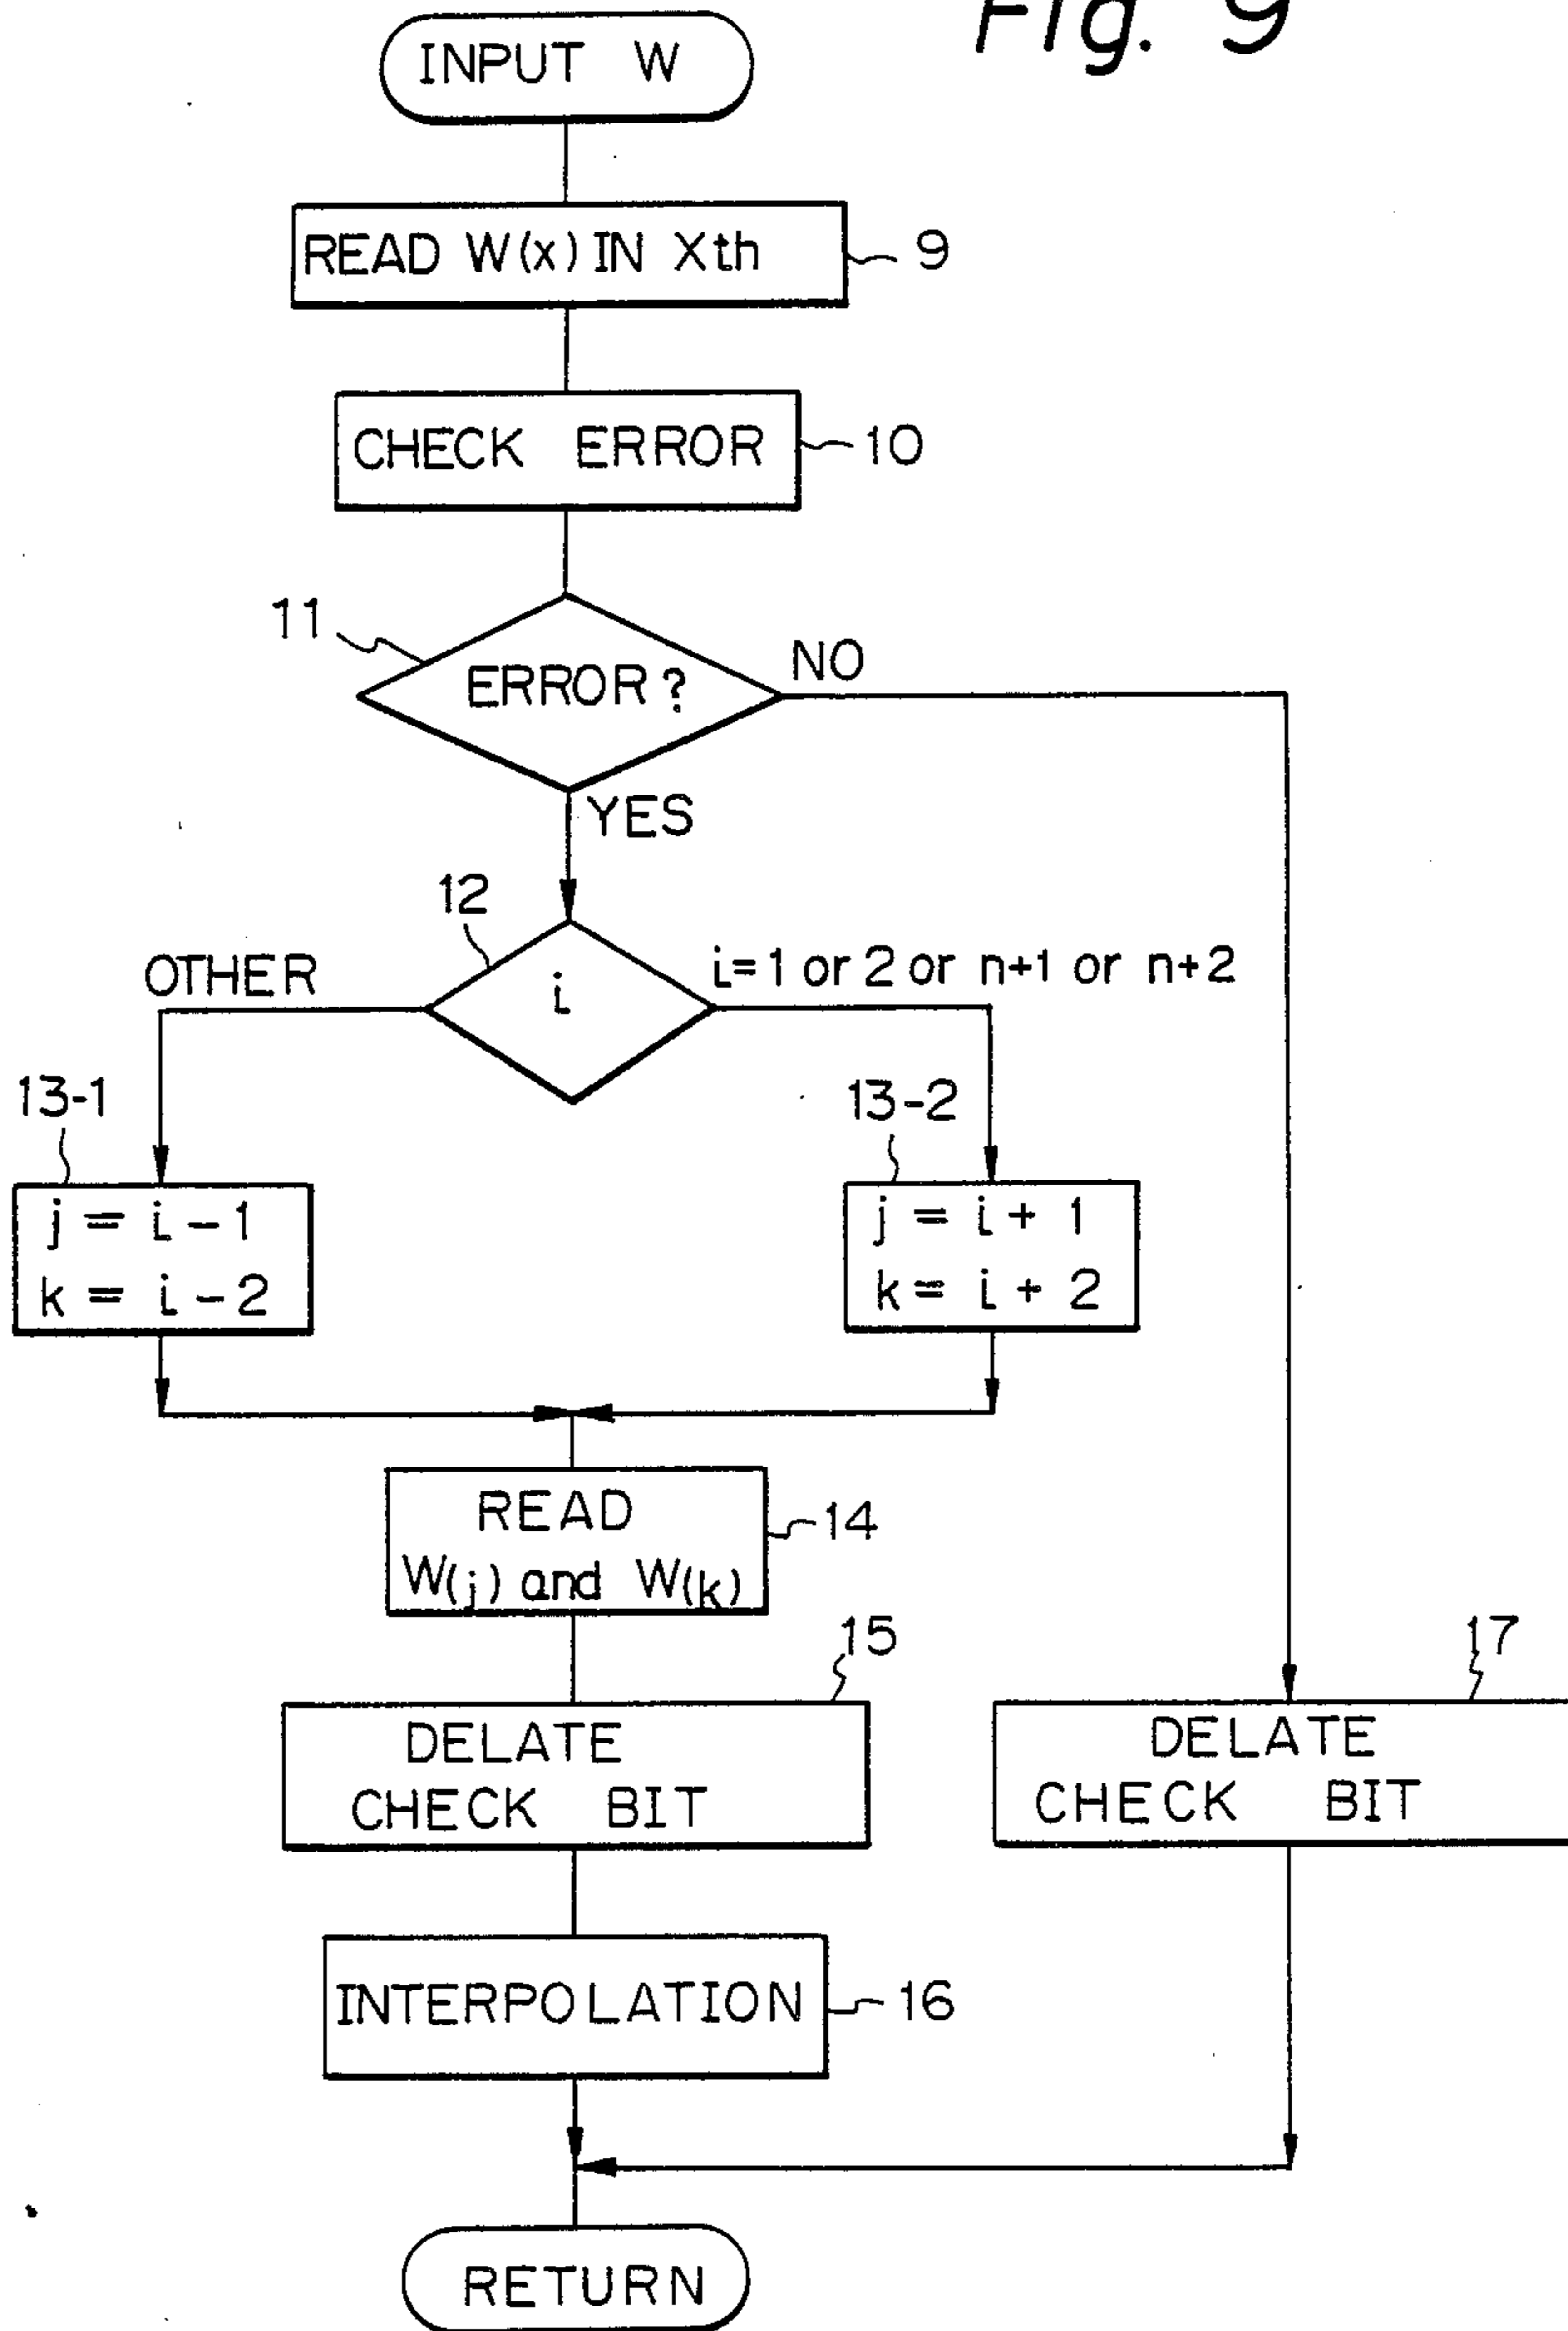 Fig. 9
INPUT W
READ W(x) IN Xth
9
CHECK ERROR
10
11
ERROR?
NO
YES
12
OTHER
i
i=1 or 2 or n+1 or n+2
13-1
13-2
j = i-1
k = i-2
j = i + 1
k = i + 2
READ
W(j) and W(k)
14
15
17
DELATE
CHECK BIT
DELATE
CHECK BIT
INTERPOLATION
16
RETURN